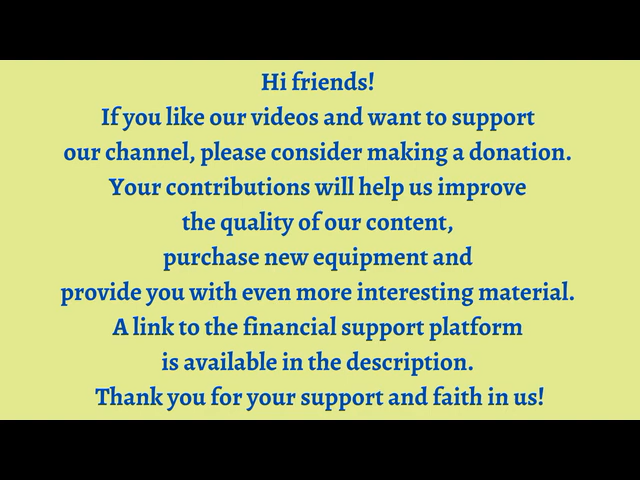 Hi friends!
If you like our videos and want to support
our channel, please consider making a donation.
Your contributions will help us improve
the quality of our content,
purchase new equipment and
provide you with even more interesting material.
A link to the financial support platform
is available in the description.
Thank you for your support and faith in us!